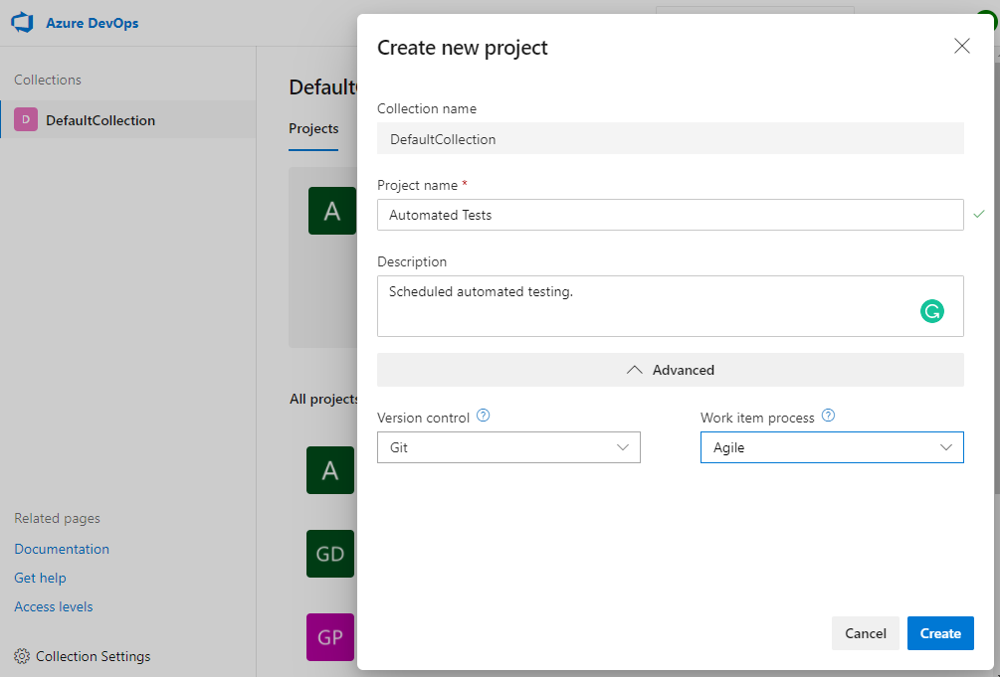 Azure DevOps
Collections
D DefaultCollection
Related pages
Documentation
Get help
Access levels
Collection Settings
Projects
A
All projects
A
GD
GP
Create new project
Collection name
DefaultCollection
Project name *
Automated Tests
Description
Scheduled automated testing.
Advanced
Version control ?
Git
Work item process ?
Agile
Cancel
Create